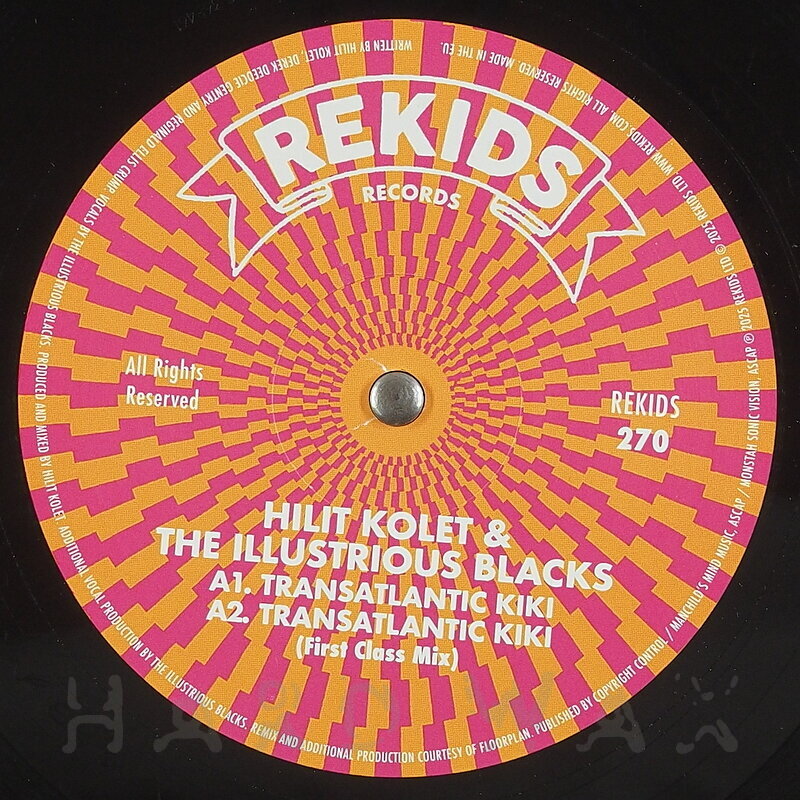 REKIDS
RECORDS
All Rights
Reserved
REKIDS
270
HILIT KOLET &
THE ILLUSTRIOUS BLACKS
A1. TRANSATLANTIC KIKI
A2. TRANSATLANTIC KIKI
(First Class Mix)
WRITTEN BY HILIT KOLET, DEREK DEEDCIE GENTRY AND REGINALD ELLIS CRUMP. VOCALS BY THE ILLUSTRIOUS BLACKS. PRODUCED AND MIXED BY HILIT KOLET. ADDITIONAL VOCAL PRODUCTION BY THE ILLUSTRIOUS BLACKS. REMIX AND ADDITIONAL PRODUCTION COURTESY OF FLOORPLAN. PUBLISHED BY COPYRIGHT CONTROL / MANCHILD'S MIND MUSIC, ASCAP / MONSTAH SONIC VISION, ASCAP ℗ 2025 REKIDS LTD © 2025 REKIDS LTD. WWW.REKIDS.COM. ALL RIGHTS RESERVED. MADE IN THE EU.
HARD WAX